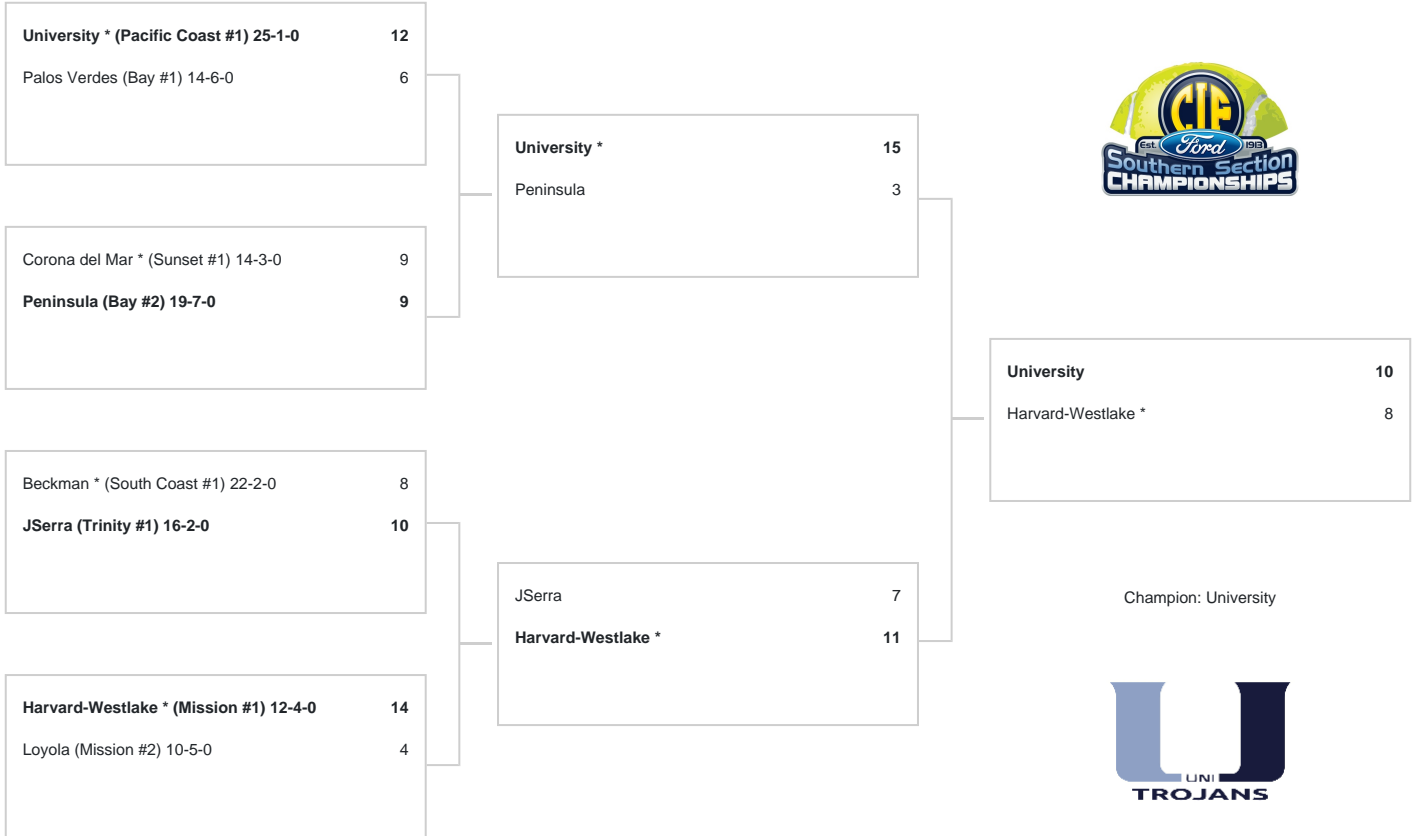 University * (Pacific Coast #1) 25-1-0 12
Palos Verdes (Bay #1) 14-6-0 6
Corona del Mar * (Sunset #1) 14-3-0 9
Peninsula (Bay #2) 19-7-0 9
Beckman * (South Coast #1) 22-2-0 8
JSerra (Trinity #1) 16-2-0 10
Harvard-Westlake * (Mission #1) 12-4-0 14
Loyola (Mission #2) 10-5-0 4
University * 15
Peninsula 3
JSerra 7
Harvard-Westlake * 11
CIF
Est. Ford 1913
Southern Section
CHAMPIONSHIPS
University 10
Harvard-Westlake * 8
Champion: University
U
UNI
TROJANS